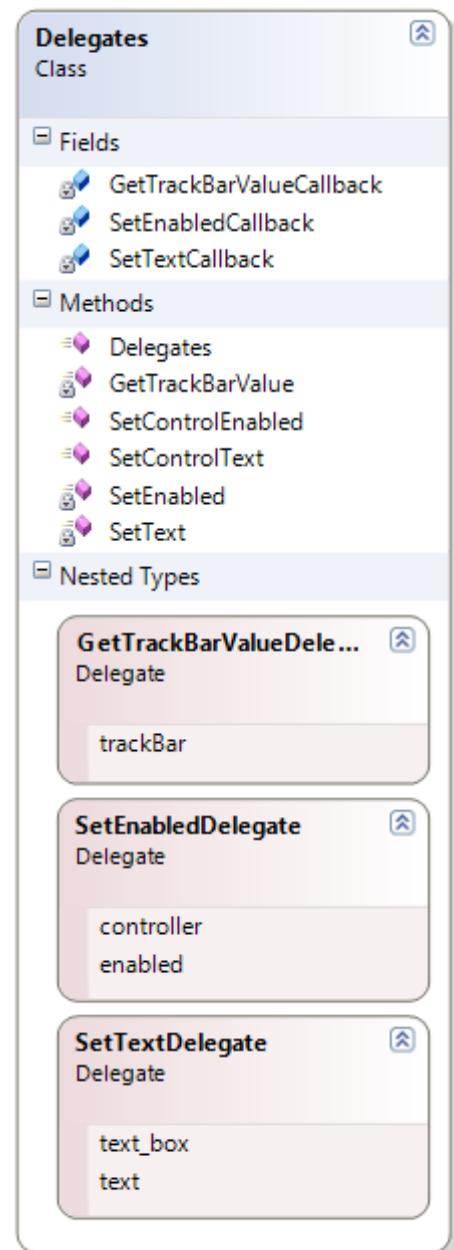 Delegates
Class
Fields
GetTrackBarValueCallback
SetEnabledCallback
SetTextCallback
Methods
Delegates
GetTrackBarValue
SetControlEnabled
SetControlText
SetEnabled
SetText
Nested Types
GetTrackBarValueDele...
Delegate
trackBar
SetEnabledDelegate
Delegate
controller
enabled
SetTextDelegate
Delegate
text_box
text